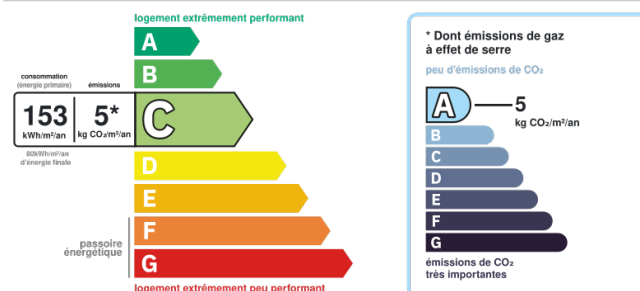 logement extrêmement performant
consommation
(énergie primaire)
émissions
153
kWh/m²/an
5*
kg CO₂/m²/an
80kWh/m²/an
d'énergie finale
A
B
C
D
E
F
G
passoire
énergétique
logement extrêmement peu performant
* Dont émissions de gaz
à effet de serre
peu d'émissions de CO₂
A
5
kg CO₂/m²/an
B
C
D
E
F
G
émissions de CO₂
très importantes